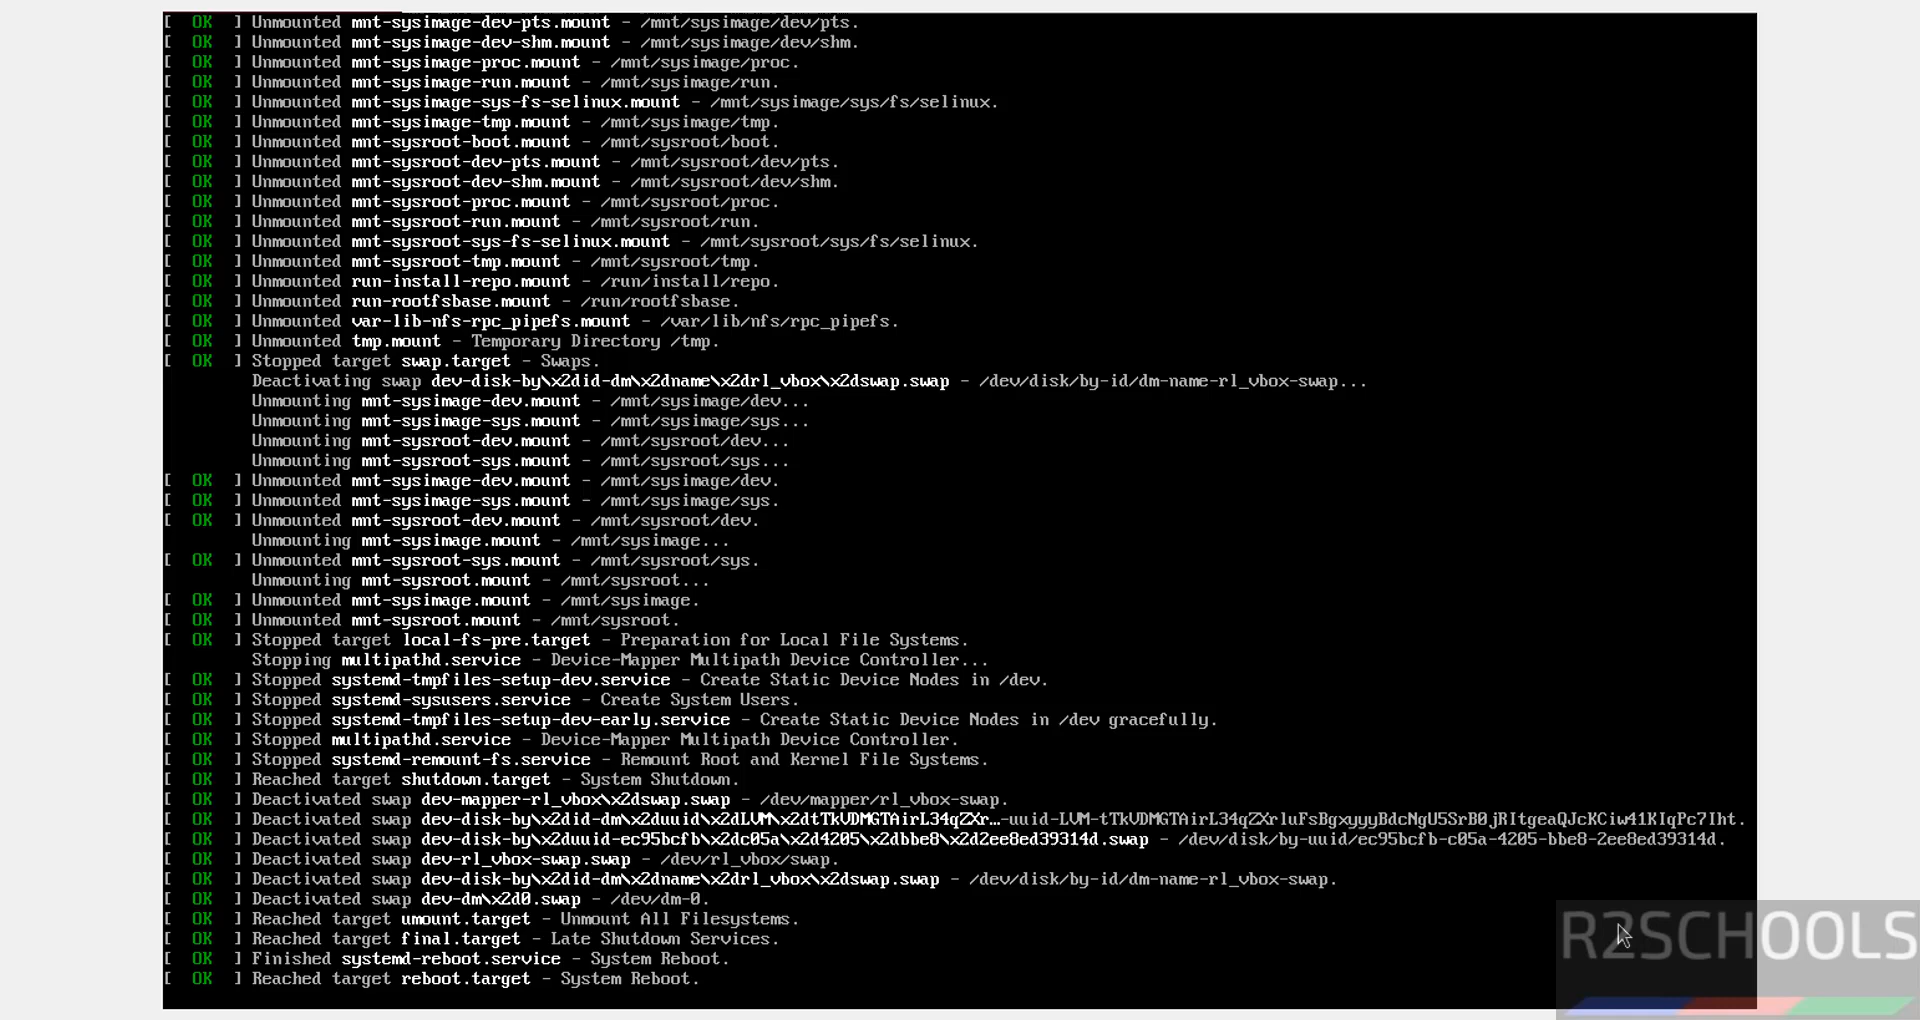 [  OK  ] Unmounted mnt-sysimage-dev-pts.mount - /mnt/sysimage/dev/pts.
[  OK  ] Unmounted mnt-sysimage-dev-shm.mount - /mnt/sysimage/dev/shm.
[  OK  ] Unmounted mnt-sysimage-proc.mount - /mnt/sysimage/proc.
[  OK  ] Unmounted mnt-sysimage-run.mount - /mnt/sysimage/run.
[  OK  ] Unmounted mnt-sysimage-sys-fs-selinux.mount - /mnt/sysimage/sys/fs/selinux.
[  OK  ] Unmounted mnt-sysimage-tmp.mount - /mnt/sysimage/tmp.
[  OK  ] Unmounted mnt-sysroot-boot.mount - /mnt/sysroot/boot.
[  OK  ] Unmounted mnt-sysroot-dev-pts.mount - /mnt/sysroot/dev/pts.
[  OK  ] Unmounted mnt-sysroot-dev-shm.mount - /mnt/sysroot/dev/shm.
[  OK  ] Unmounted mnt-sysroot-proc.mount - /mnt/sysroot/proc.
[  OK  ] Unmounted mnt-sysroot-run.mount - /mnt/sysroot/run.
[  OK  ] Unmounted mnt-sysroot-sys-fs-selinux.mount - /mnt/sysroot/sys/fs/selinux.
[  OK  ] Unmounted mnt-sysroot-tmp.mount - /mnt/sysroot/tmp.
[  OK  ] Unmounted run-install-repo.mount - /run/install/repo.
[  OK  ] Unmounted run-rootfsbase.mount - /run/rootfsbase.
[  OK  ] Unmounted var-lib-nfs-rpc_pipefs.mount - /var/lib/nfs/rpc_pipefs.
[  OK  ] Unmounted tmp.mount - Temporary Directory /tmp.
[  OK  ] Stopped target swap.target - Swaps.
Deactivating swap dev-disk-by\x2did-dm\x2dname\x2drl_vbox\x2dswap.swap - /dev/disk/by-id/dm-name-rl_vbox-swap...
Unmounting mnt-sysimage-dev.mount - /mnt/sysimage/dev...
Unmounting mnt-sysimage-sys.mount - /mnt/sysimage/sys...
Unmounting mnt-sysroot-dev.mount - /mnt/sysroot/dev...
Unmounting mnt-sysroot-sys.mount - /mnt/sysroot/sys...
[  OK  ] Unmounted mnt-sysimage-dev.mount - /mnt/sysimage/dev.
[  OK  ] Unmounted mnt-sysimage-sys.mount - /mnt/sysimage/sys.
[  OK  ] Unmounted mnt-sysroot-dev.mount - /mnt/sysroot/dev.
Unmounting mnt-sysimage.mount - /mnt/sysimage...
[  OK  ] Unmounted mnt-sysroot-sys.mount - /mnt/sysroot/sys.
Unmounting mnt-sysroot.mount - /mnt/sysroot...
[  OK  ] Unmounted mnt-sysimage.mount - /mnt/sysimage.
[  OK  ] Unmounted mnt-sysroot.mount - /mnt/sysroot.
[  OK  ] Stopped target local-fs-pre.target - Preparation for Local File Systems.
Stopping multipathd.service - Device-Mapper Multipath Device Controller...
[  OK  ] Stopped systemd-tmpfiles-setup-dev.service - Create Static Device Nodes in /dev.
[  OK  ] Stopped systemd-sysusers.service - Create System Users.
[  OK  ] Stopped systemd-tmpfiles-setup-dev-early.service - Create Static Device Nodes in /dev gracefully.
[  OK  ] Stopped multipathd.service - Device-Mapper Multipath Device Controller.
[  OK  ] Stopped systemd-remount-fs.service - Remount Root and Kernel File Systems.
[  OK  ] Reached target shutdown.target - System Shutdown.
[  OK  ] Deactivated swap dev-mapper-rl_vbox\x2dswap.swap - /dev/mapper/rl_vbox-swap.
[  OK  ] Deactivated swap dev-disk-by\x2did-dm\x2duuid\x2dLVM\x2dtTkVDMGTAirL34qZXr…-uuid-LVM-tTkVDMGTAirL34qZXrluFsBgxyyyBdcNgU5SrB0jRItgeaQJcKCiw41KIqPc7Iht.
[  OK  ] Deactivated swap dev-disk-by\x2duuid-ec95bcfb\x2dc05a\x2d4205\x2dbbe8\x2d2ee8ed39314d.swap - /dev/disk/by-uuid/ec95bcfb-c05a-4205-bbe8-2ee8ed39314d.
[  OK  ] Deactivated swap dev-rl_vbox-swap.swap - /dev/rl_vbox/swap.
[  OK  ] Deactivated swap dev-disk-by\x2did-dm\x2dname\x2drl_vbox\x2dswap.swap - /dev/disk/by-id/dm-name-rl_vbox-swap.
[  OK  ] Deactivated swap dev-dm\x2d0.swap - /dev/dm-0.
[  OK  ] Reached target umount.target - Unmount All Filesystems.
[  OK  ] Reached target final.target - Late Shutdown Services.
[  OK  ] Finished systemd-reboot.service - System Reboot.
[  OK  ] Reached target reboot.target - System Reboot.
R2SCHOOLS